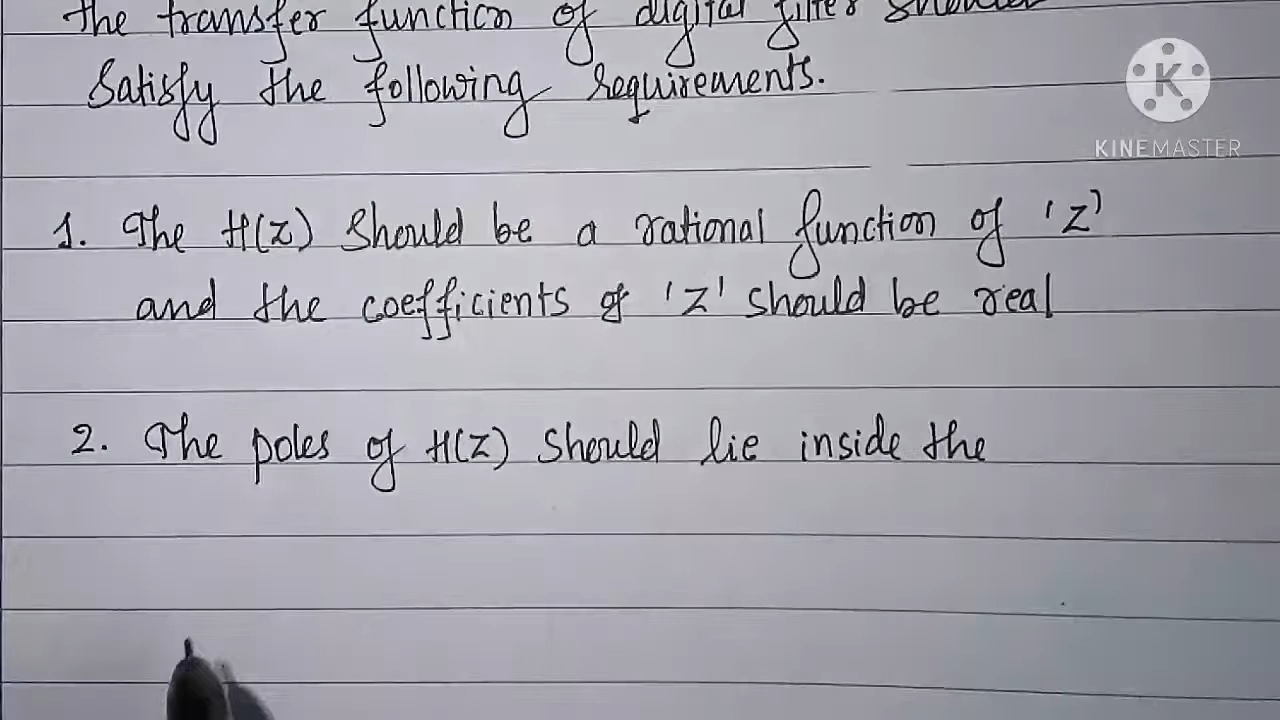 the transfer function of digital filter should
Satisfy the following requirements.
K
KINEMASTER
1. The H(Z) Should be a rational function of 'Z'
and the coefficients of 'Z' should be real
2. The poles of H(Z) Should lie inside the